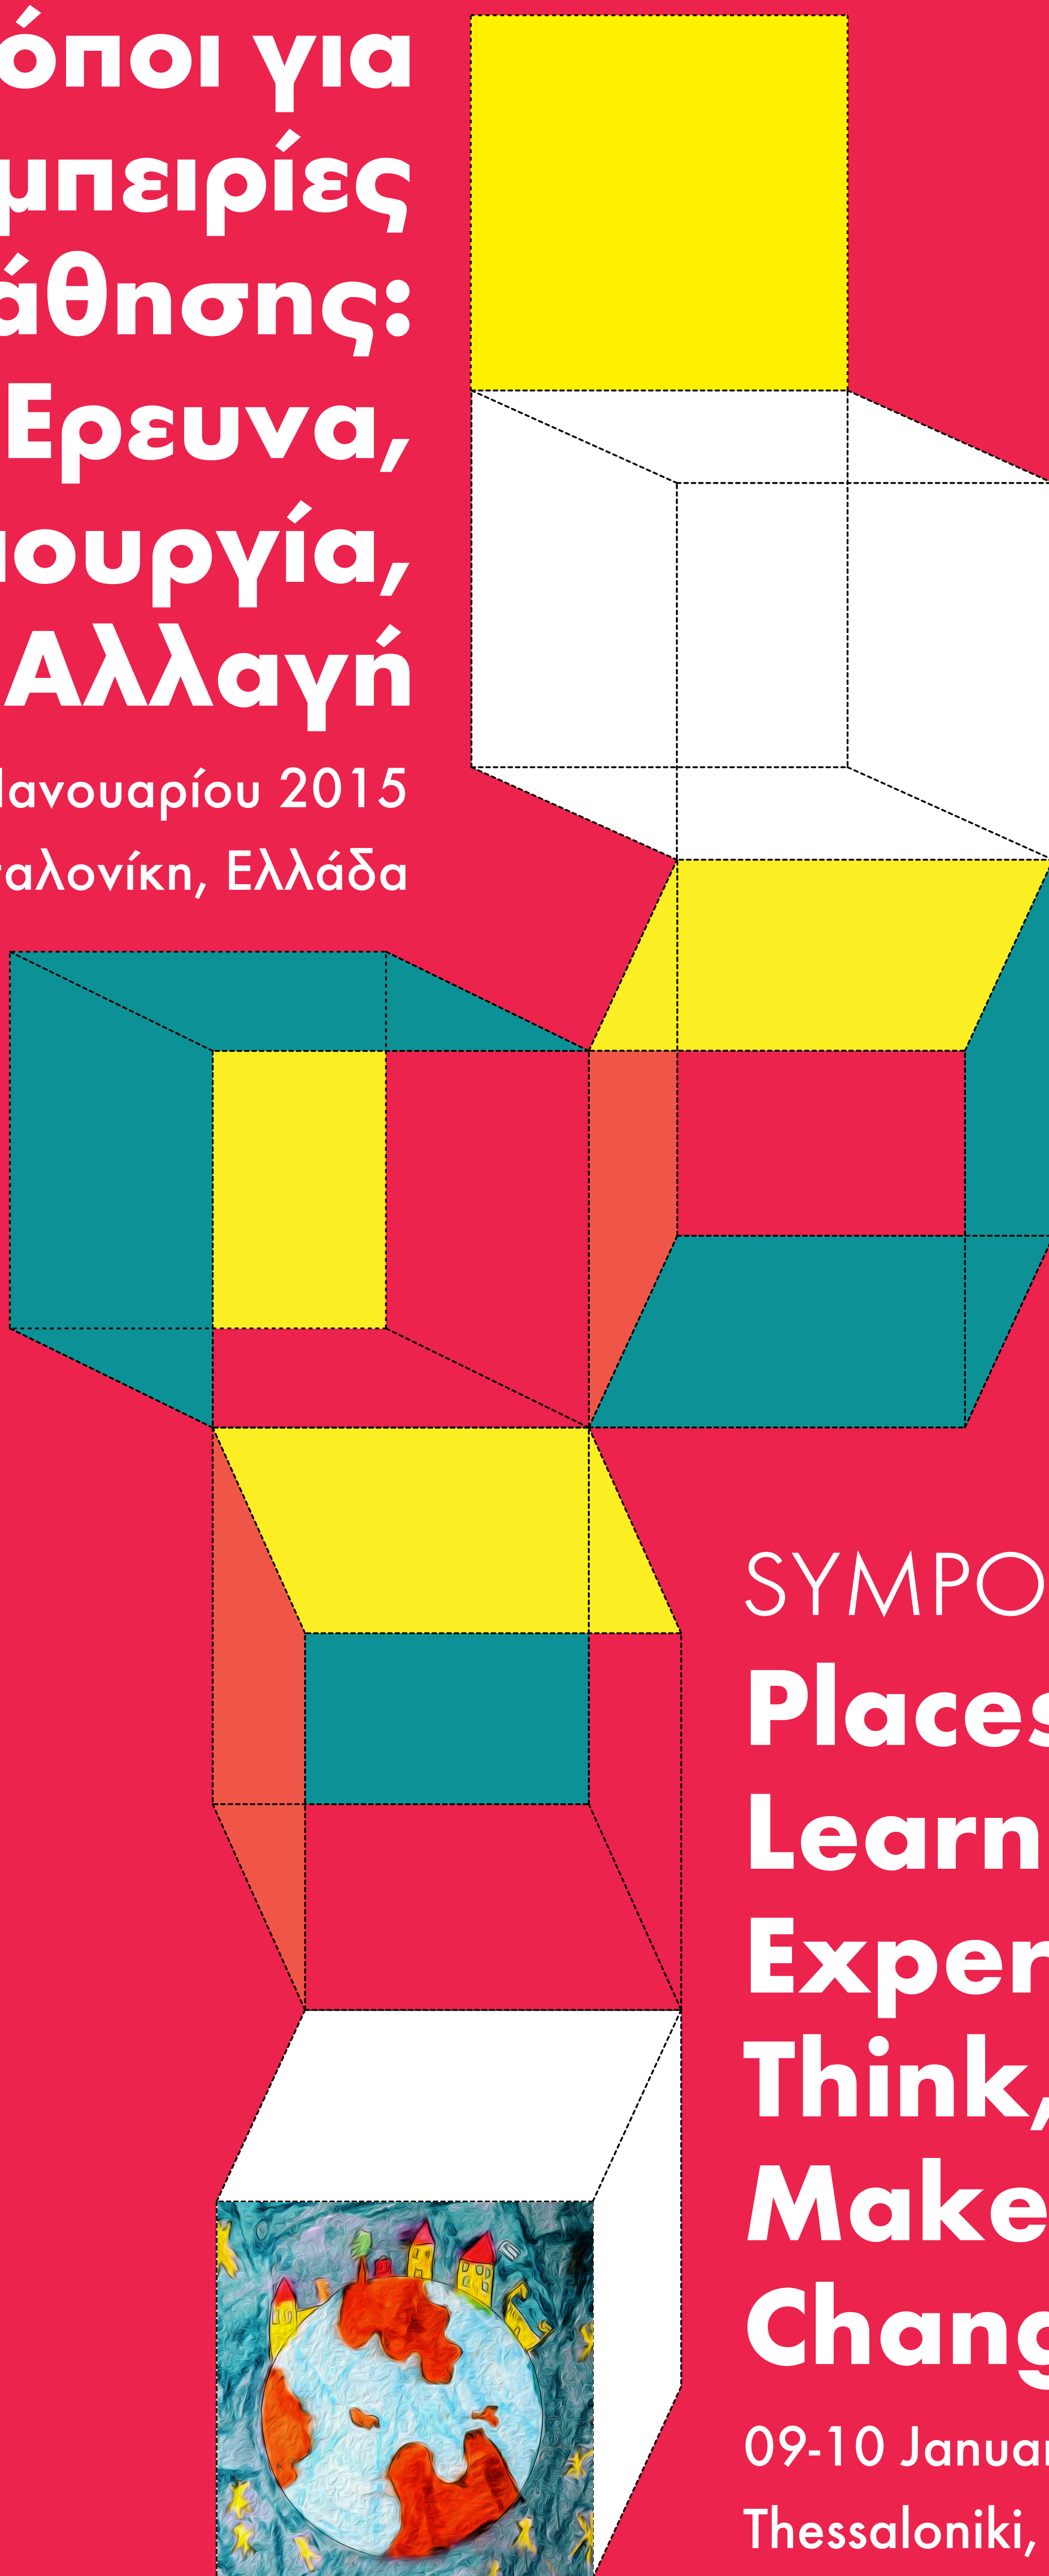 όποι για
μπειρίες
άθησης:
Ερευνα,
ιουργία,
Αλλαγή
Ιανουαρίου 2015
αλονίκη, Ελλάδα
SYMPO
Places
Learn
Exper
Think,
Make
Chang
09-10 Januar
Thessaloniki,